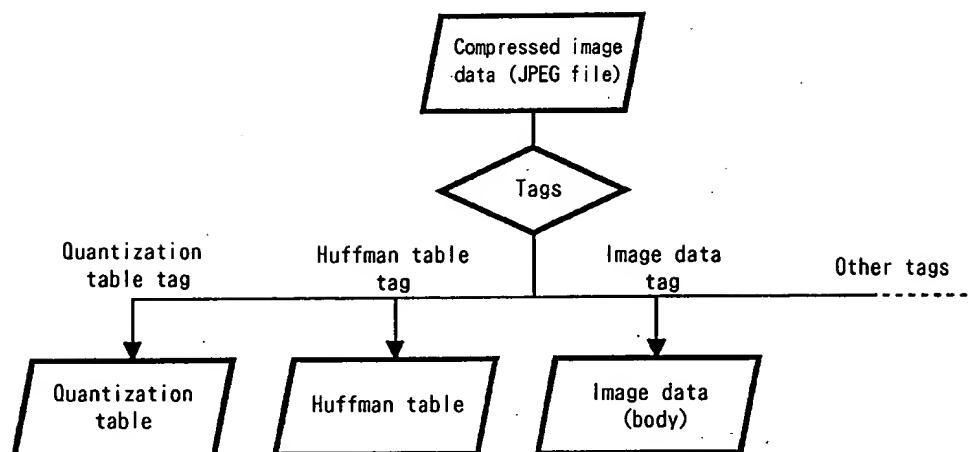 Compressed image
data (JPEG file)
Tags
Quantization
table tag
Huffman table
tag
Image data
tag
Other tags
Quantization
table
Huffman table
Image data
(body)